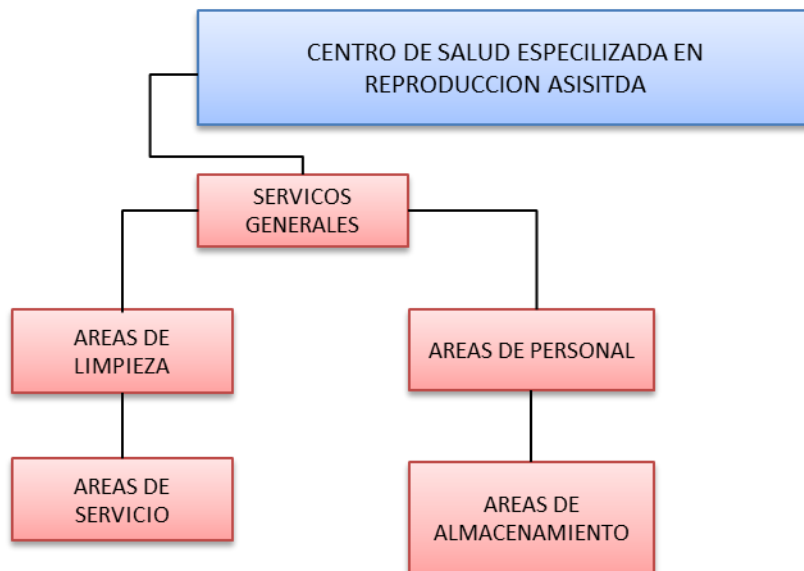 CENTRO DE SALUD ESPECILIZADA EN
REPRODUCCION ASISITDA
SERVICOS
GENERALES
AREAS DE
LIMPIEZA
AREAS DE PERSONAL
AREAS DE
SERVICIO
AREAS DE
ALMACENAMIENTO